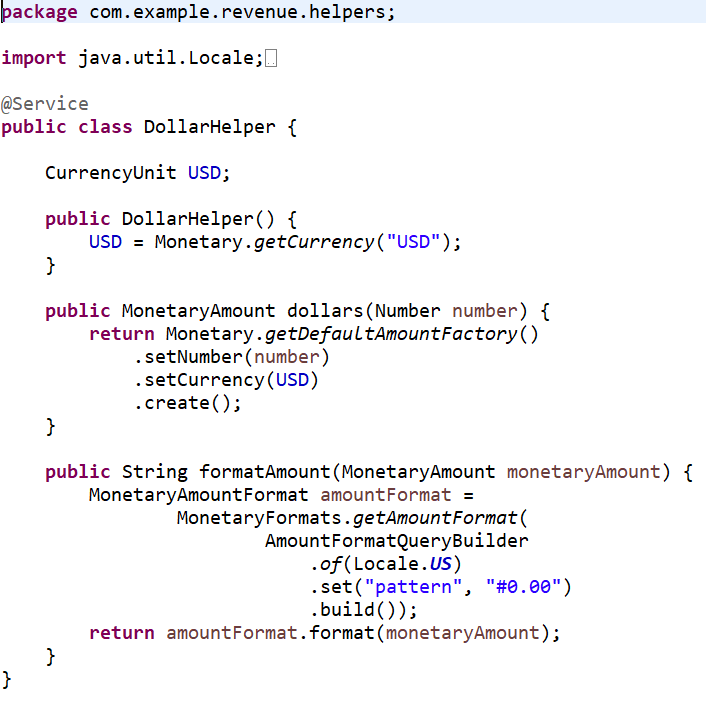 package com.example.revenue.helpers;
import java.util.Locale;
@Service
public class DollarHelper {
CurrencyUnit USD;
public DollarHelper() {
USD = Monetary.getCurrency("USD");
}
public MonetaryAmount dollars(Number number) {
return Monetary.getDefaultAmountFactory()
.setNumber(number)
.setCurrency(USD)
.create();
}
public String formatAmount(MonetaryAmount monetaryAmount) {
MonetaryAmountFormat amountFormat =
MonetaryFormats.getAmountFormat(
AmountFormatQueryBuilder
.of(Locale.US)
.set("pattern", "#0.00")
.build());
return amountFormat.format(monetaryAmount);
}
}